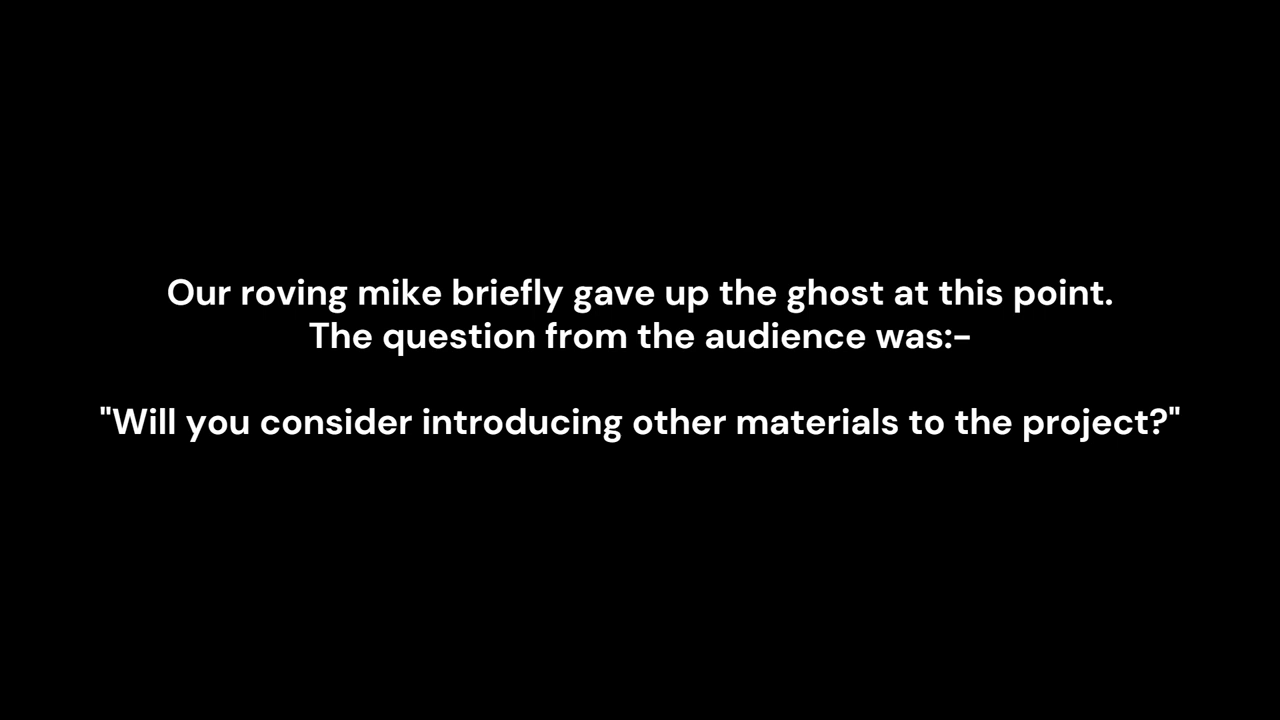 Our roving mike briefly gave up the ghost at this point.
The question from the audience was:-
"Will you consider introducing other materials to the project?"